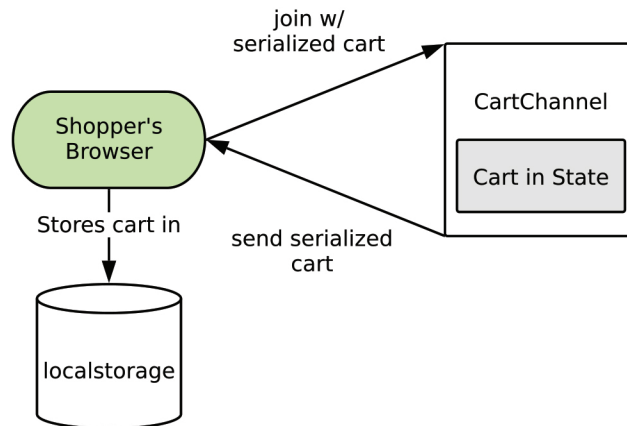 join w/
serialized cart
Shopper's
Browser
CartChannel
Cart in State
Stores cart in
send serialized
cart
localstorage